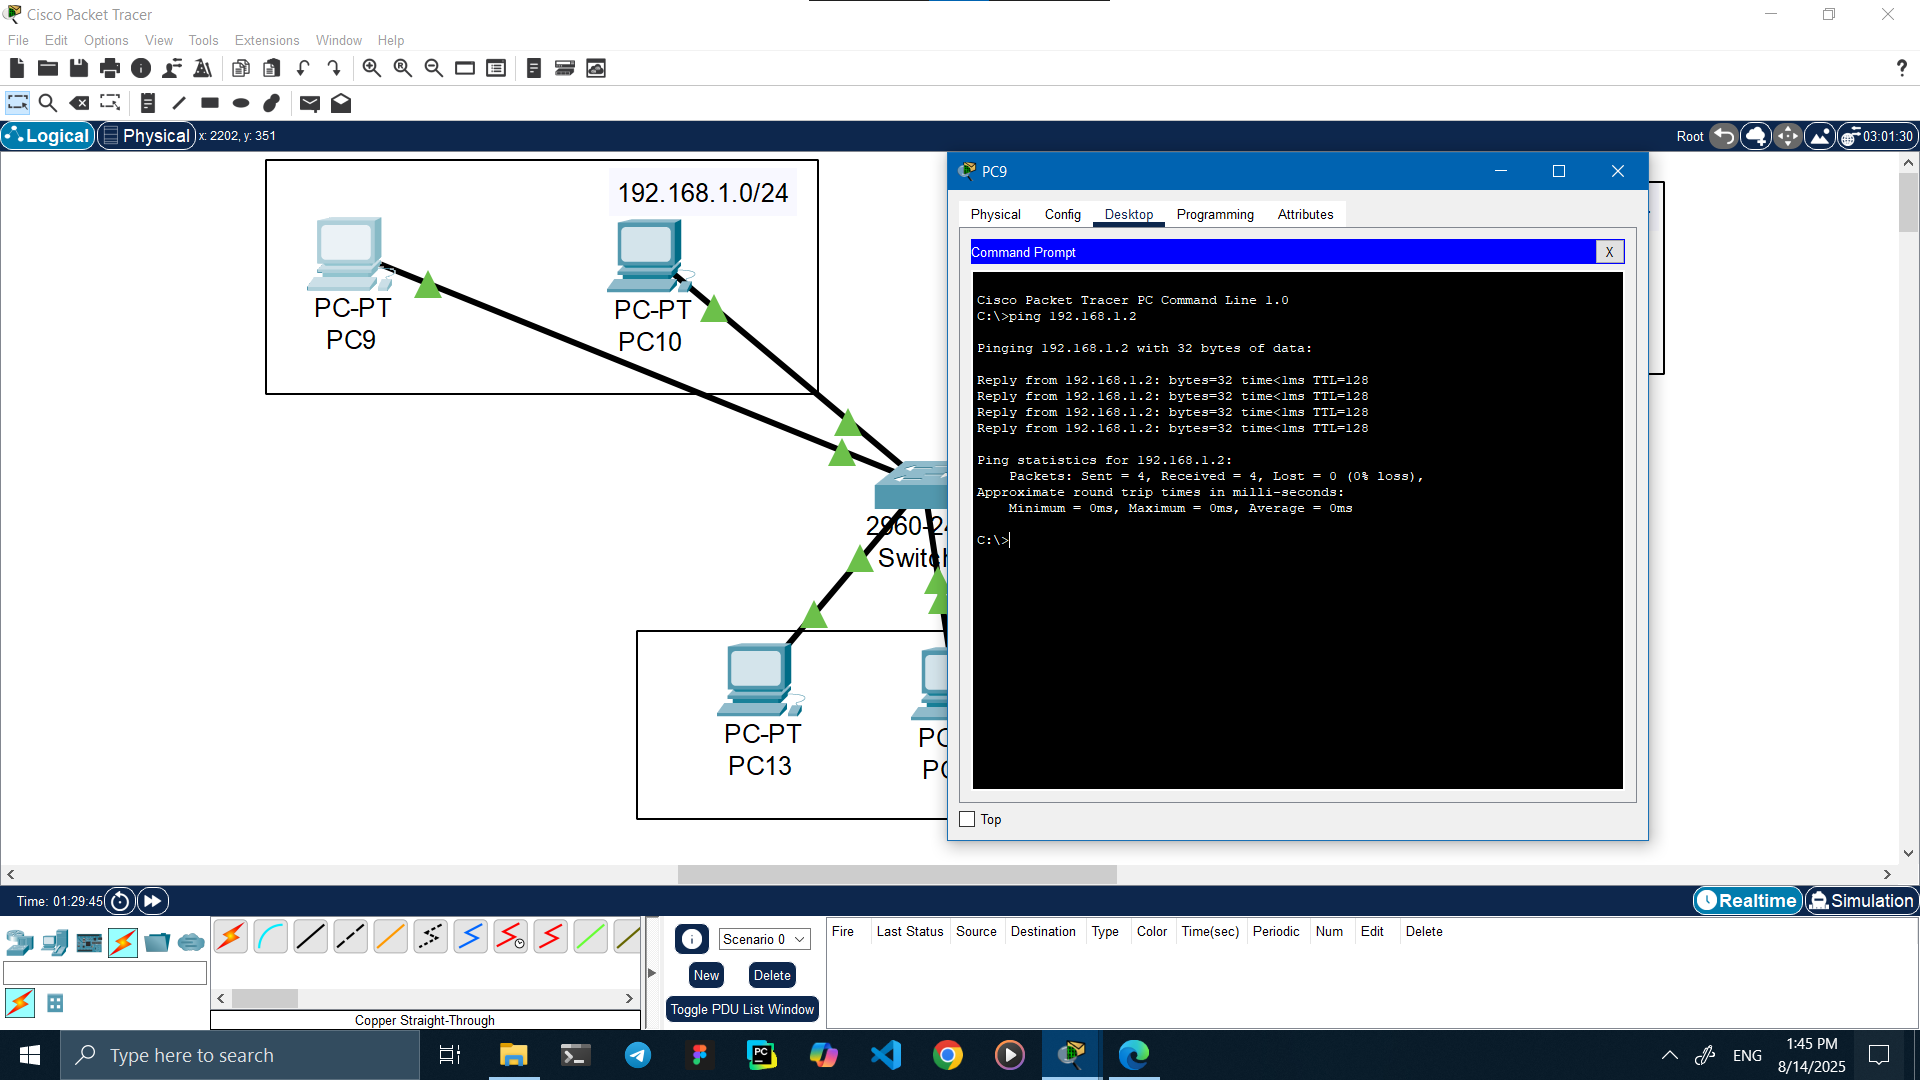 Cisco Packet Tracer
File Edit Options View Tools Extensions Window Help
?
Logical Physical x: 2202, y: 351 Root 03:01:30
192.168.1.0/24
PC-PT
PC9
PC-PT
PC10
2960-24
Switch
PC-PT
PC13
PC
PC
PC9
Physical Config Desktop Programming Attributes
Command Prompt X
Cisco Packet Tracer PC Command Line 1.0
C:\>ping 192.168.1.2
Pinging 192.168.1.2 with 32 bytes of data:
Reply from 192.168.1.2: bytes=32 time<1ms TTL=128
Reply from 192.168.1.2: bytes=32 time<1ms TTL=128
Reply from 192.168.1.2: bytes=32 time<1ms TTL=128
Reply from 192.168.1.2: bytes=32 time<1ms TTL=128
Ping statistics for 192.168.1.2:
Packets: Sent = 4, Received = 4, Lost = 0 (0% loss),
Approximate round trip times in milli-seconds:
Minimum = 0ms, Maximum = 0ms, Average = 0ms
C:\>
Top
Time: 01:29:45 Realtime Simulation
Scenario 0
New Delete
Toggle PDU List Window
Fire Last Status Source Destination Type Color Time(sec) Periodic Num Edit Delete
Copper Straight-Through
Type here to search
PC
ENG
1:45 PM
8/14/2025